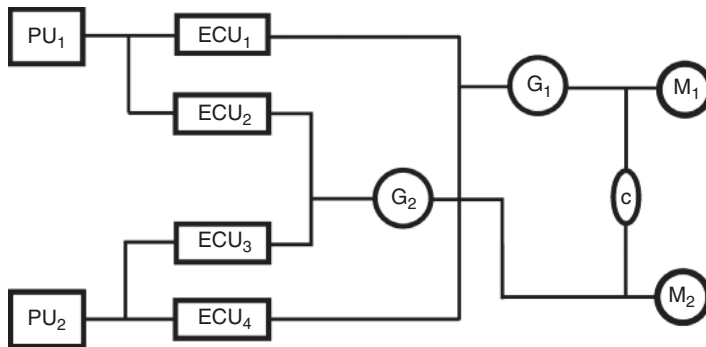 PU₁
ECU₁
G₁
M₁
ECU₂
G₂
c
ECU₃
M₂
PU₂
ECU₄